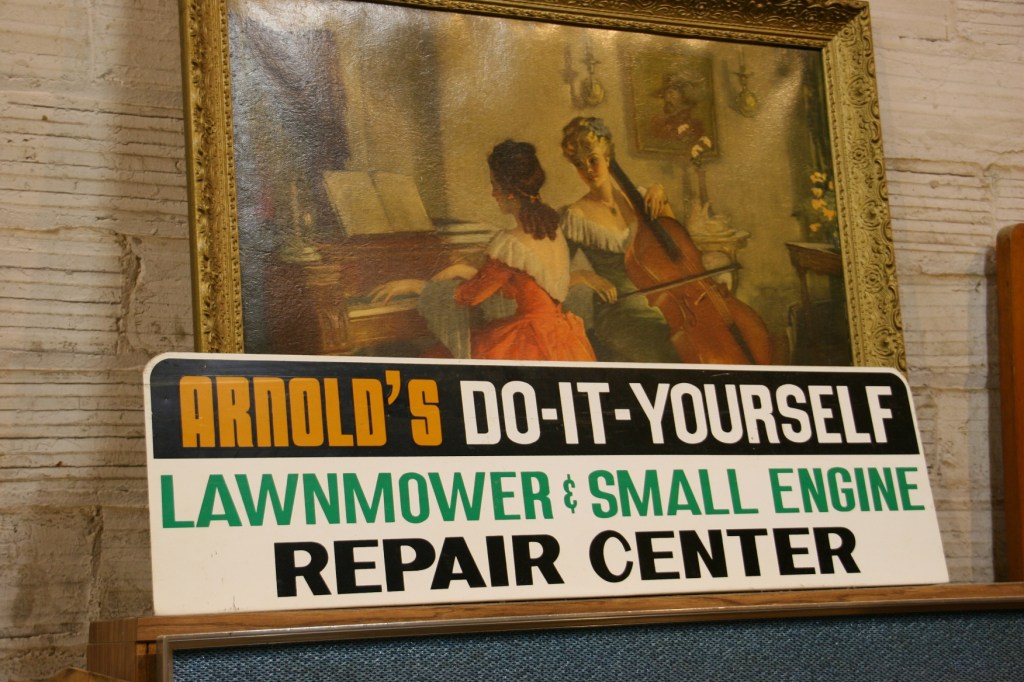 ARNOLD'S DO-IT-YOURSELF
LAWNMOWER & SMALL ENGINE
REPAIR CENTER